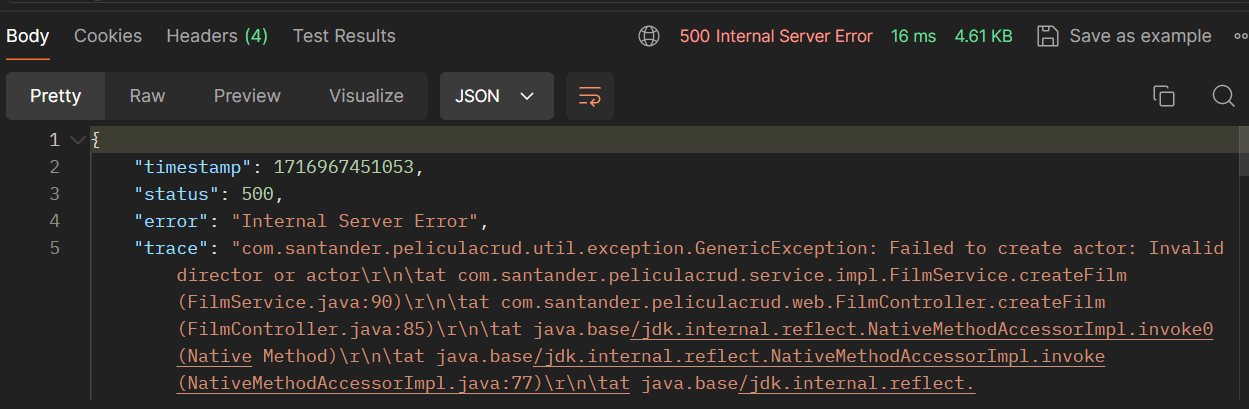 Body Cookies Headers (4) Test Results 500 Internal Server Error 16 ms 4.61 KB Save as example
Pretty Raw Preview Visualize JSON
1 {
2 "timestamp": 1716967451053,
3 "status": 500,
4 "error": "Internal Server Error",
5 "trace": "com.santander.peliculacrud.util.exception.GenericException: Failed to create actor: Invalid
director or actor\r\n\tat com.santander.peliculacrud.service.impl.FilmService.createFilm
(FilmService.java:90)\r\n\tat com.santander.peliculacrud.web.FilmController.createFilm
(FilmController.java:85)\r\n\tat java.base/jdk.internal.reflect.NativeMethodAccessorImpl.invoke0
(Native Method)\r\n\tat java.base/jdk.internal.reflect.NativeMethodAccessorImpl.invoke
(NativeMethodAccessorImpl.java:77)\r\n\tat java.base/jdk.internal.reflect.